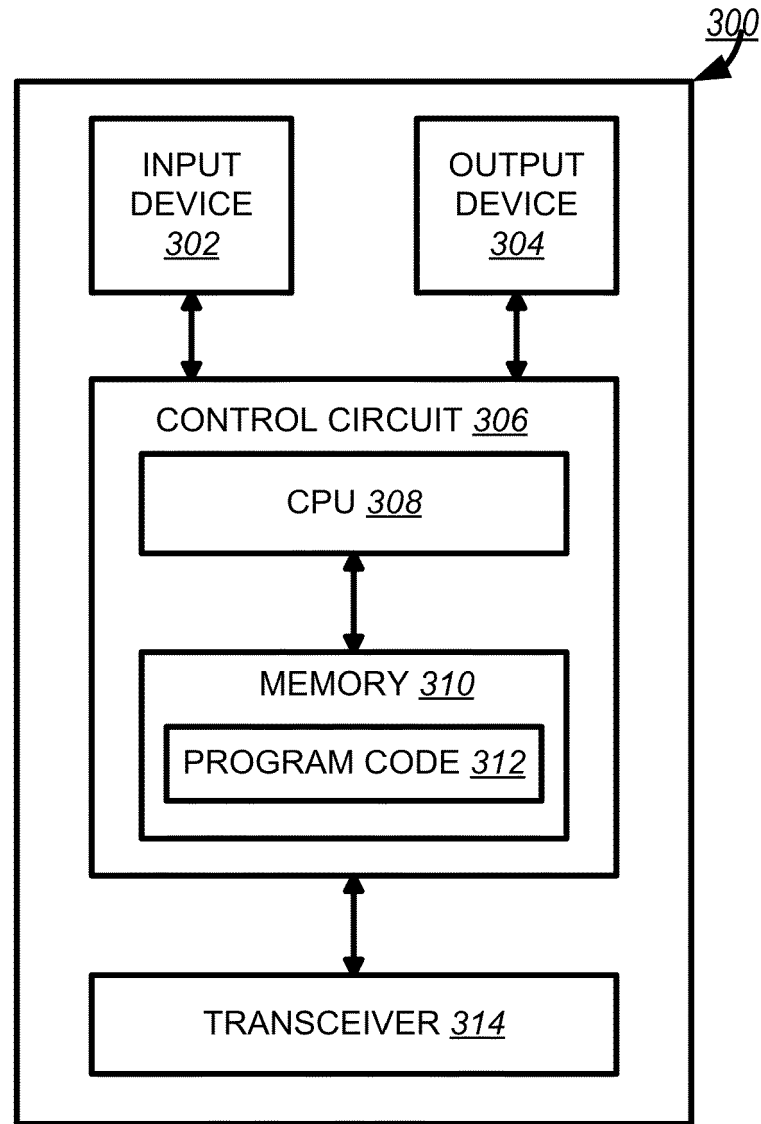 300
INPUT
DEVICE
302
OUTPUT
DEVICE
304
CONTROL CIRCUIT 306
CPU 308
MEMORY 310
PROGRAM CODE 312
TRANSCEIVER 314